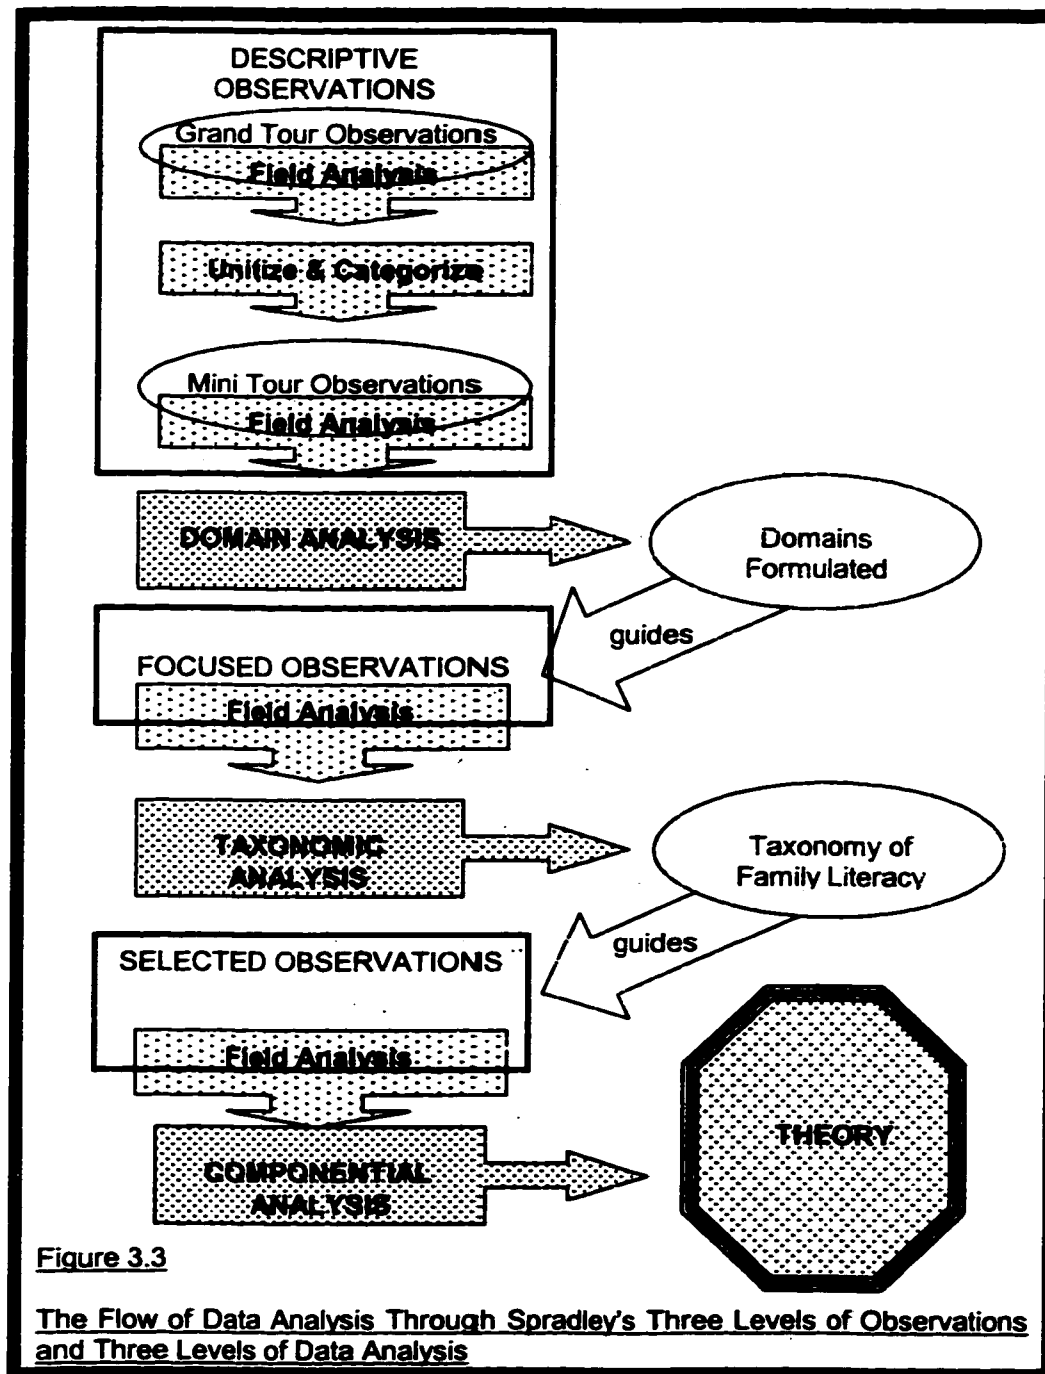 DESCRIPTIVE
OBSERVATIONS
Grand Tour Observations
Field Analysis
Unitize & Categorize
Mini Tour Observations
Field Analysis
DOMAIN ANALYSIS
Domains
Formulated
guides
FOCUSED OBSERVATIONS
Field Analysis
TAXONOMIC
ANALYSIS
Taxonomy of
Family Literacy
guides
SELECTED OBSERVATIONS
Field Analysis
THEORY
COMPONENTIAL
ANALYSIS
Figure 3.3
The Flow of Data Analysis Through Spradley's Three Levels of Observations
and Three Levels of Data Analysis